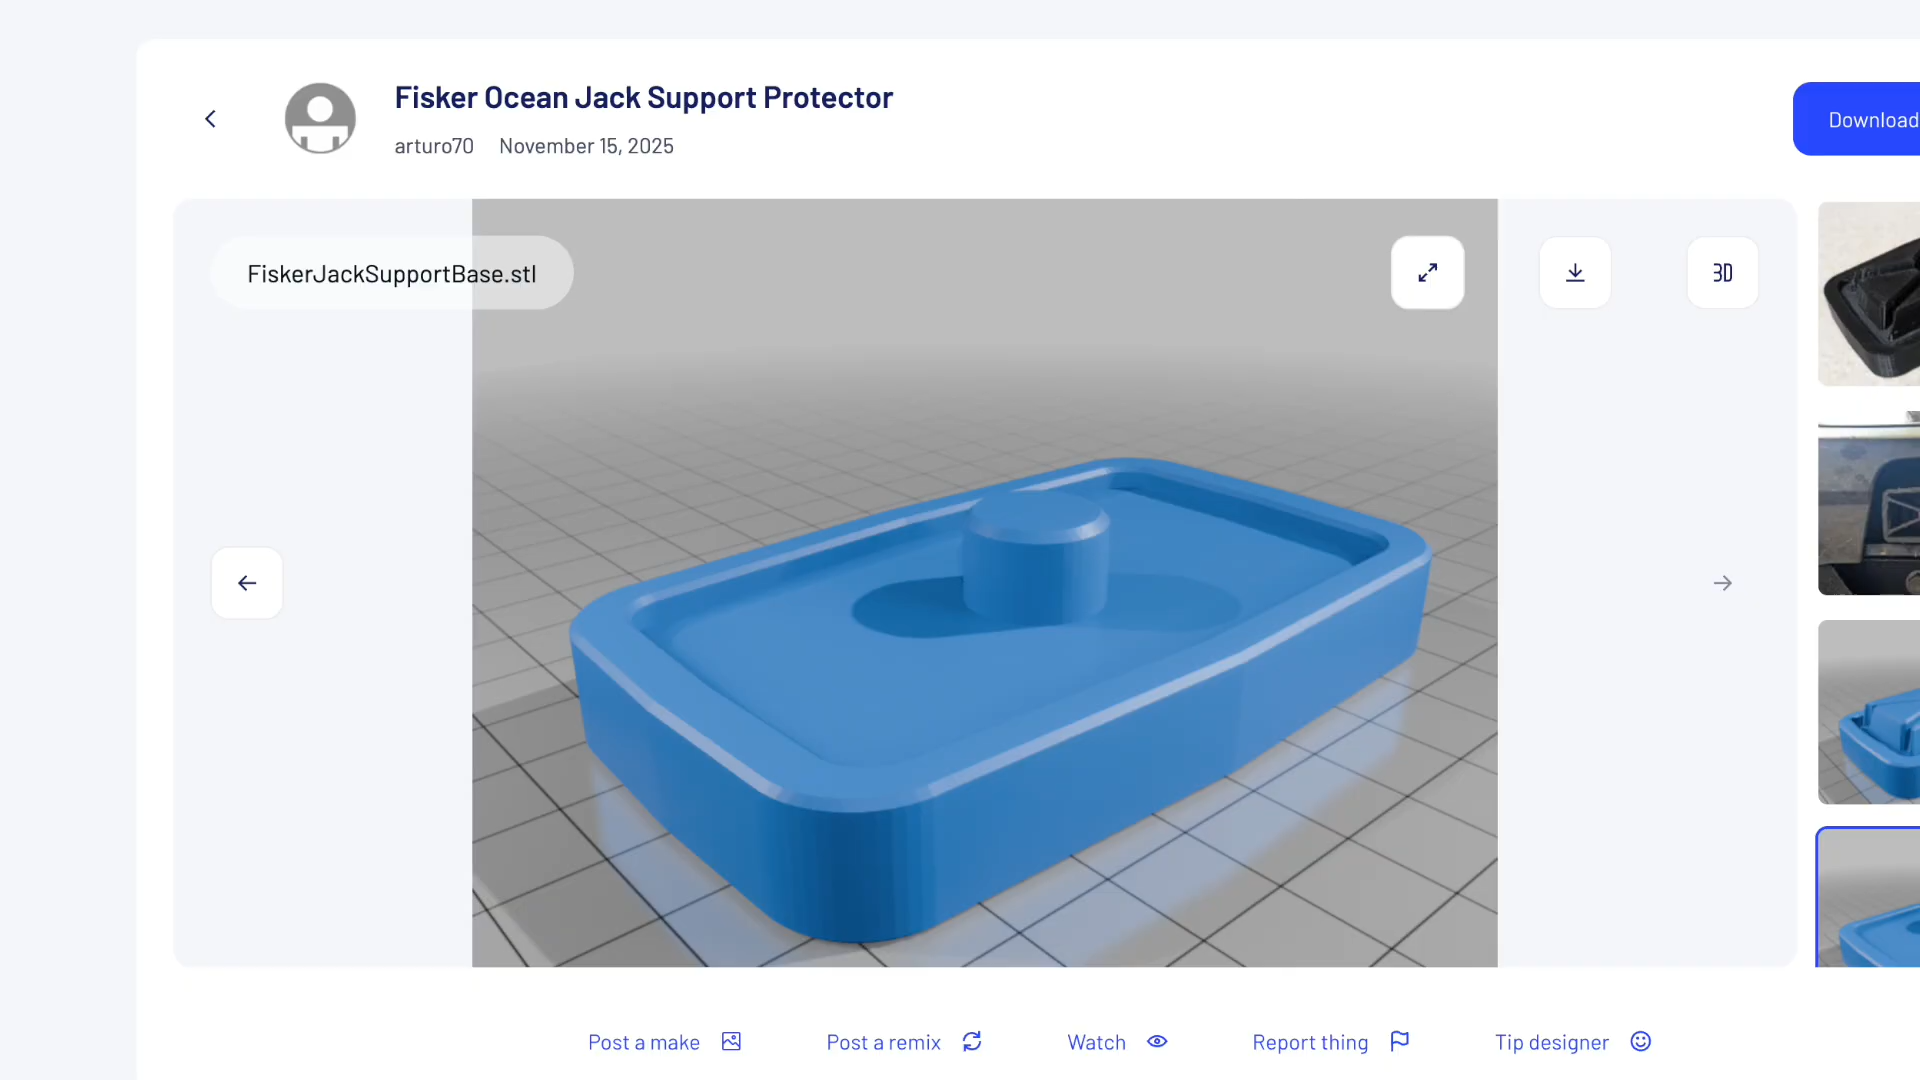 Fisker Ocean Jack Support Protector
arturo70 November 15, 2025
Download
FiskerJackSupportBase.stl
3D
Post a make
Post a remix
Watch
Report thing
Tip designer